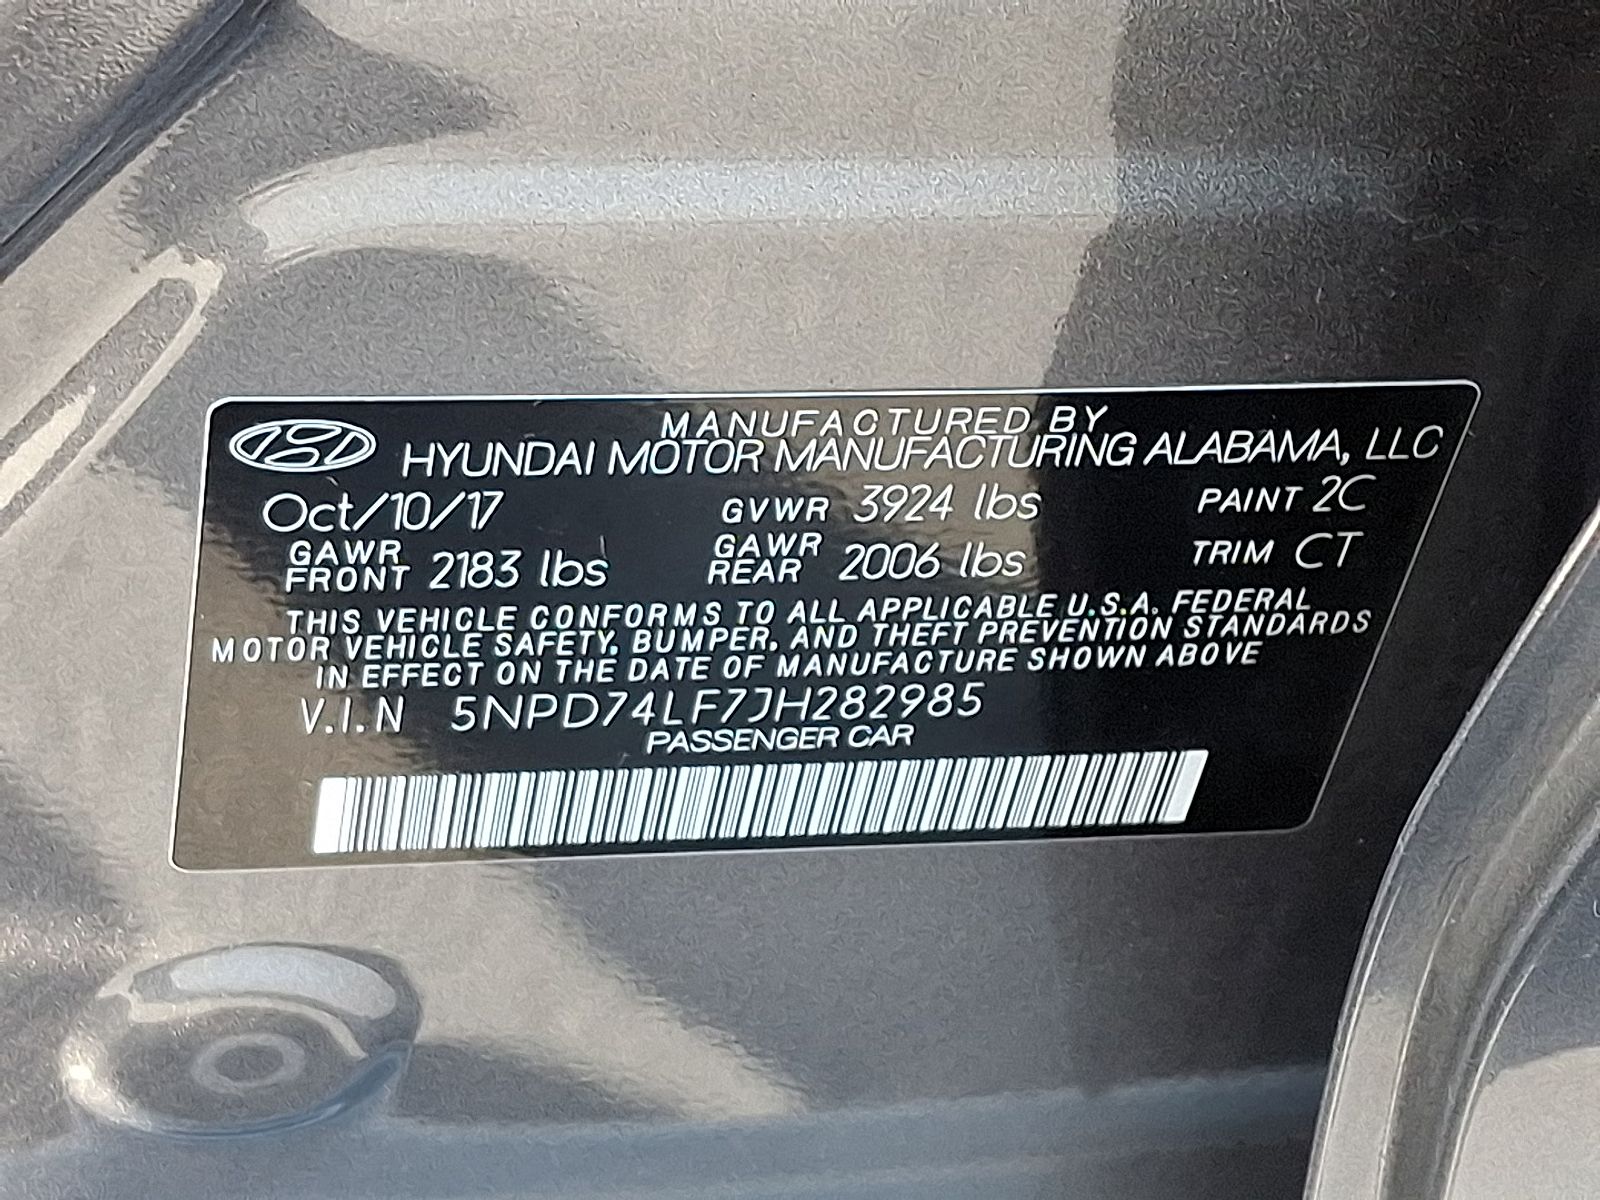 MANUFACTURED BY
HYUNDAI MOTOR MANUFACTURING ALABAMA, LLC
Oct/10/17 GVWR 3924 lbs PAINT 2C
GAWR FRONT 2183 lbs GAWR REAR 2006 lbs TRIM CT
THIS VEHICLE CONFORMS TO ALL APPLICABLE U.S.A. FEDERAL
MOTOR VEHICLE SAFETY, BUMPER, AND THEFT PREVENTION STANDARDS
IN EFFECT ON THE DATE OF MANUFACTURE SHOWN ABOVE
V.I.N 5NPD74LF7JH282985
PASSENGER CAR